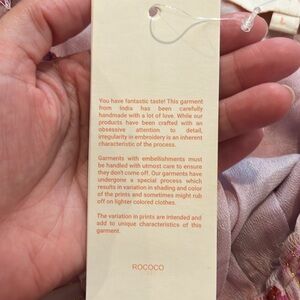 You have fantastic taste! This garment
from India has been carefully
handmade with a lot of love. While our
products have been crafted with an
obsessive attention to detail,
irregularity in embroidery is an inherent
characteristic of the process.
Garments with embellishments must
be handled with utmost care to ensure
they don't come off. Our garments have
undergone a special process which
results in variation in shading and color
of the prints and sometimes might rub
off on lighter colored clothes.
The variation in prints are intended and
add to unique characteristics of this
garment.
ROCOCO